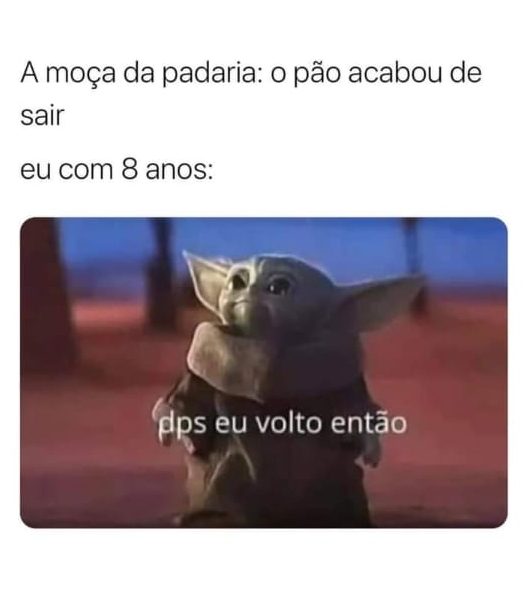 A moça da padaria: o pão acabou de
sair
eu com 8 anos:
dps eu volto então